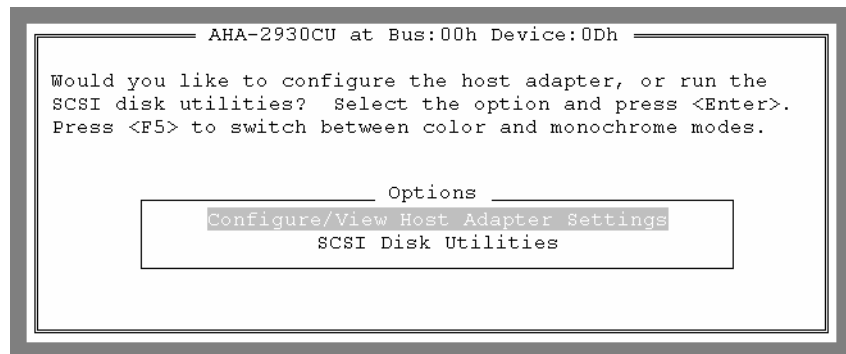 AHA-2930CU at Bus:00h Device:0Dh
Would you like to configure the host adapter, or run the
SCSI disk utilities?  Select the option and press <Enter>.
Press <F5> to switch between color and monochrome modes.
Options
Configure/View Host Adapter Settings
SCSI Disk Utilities